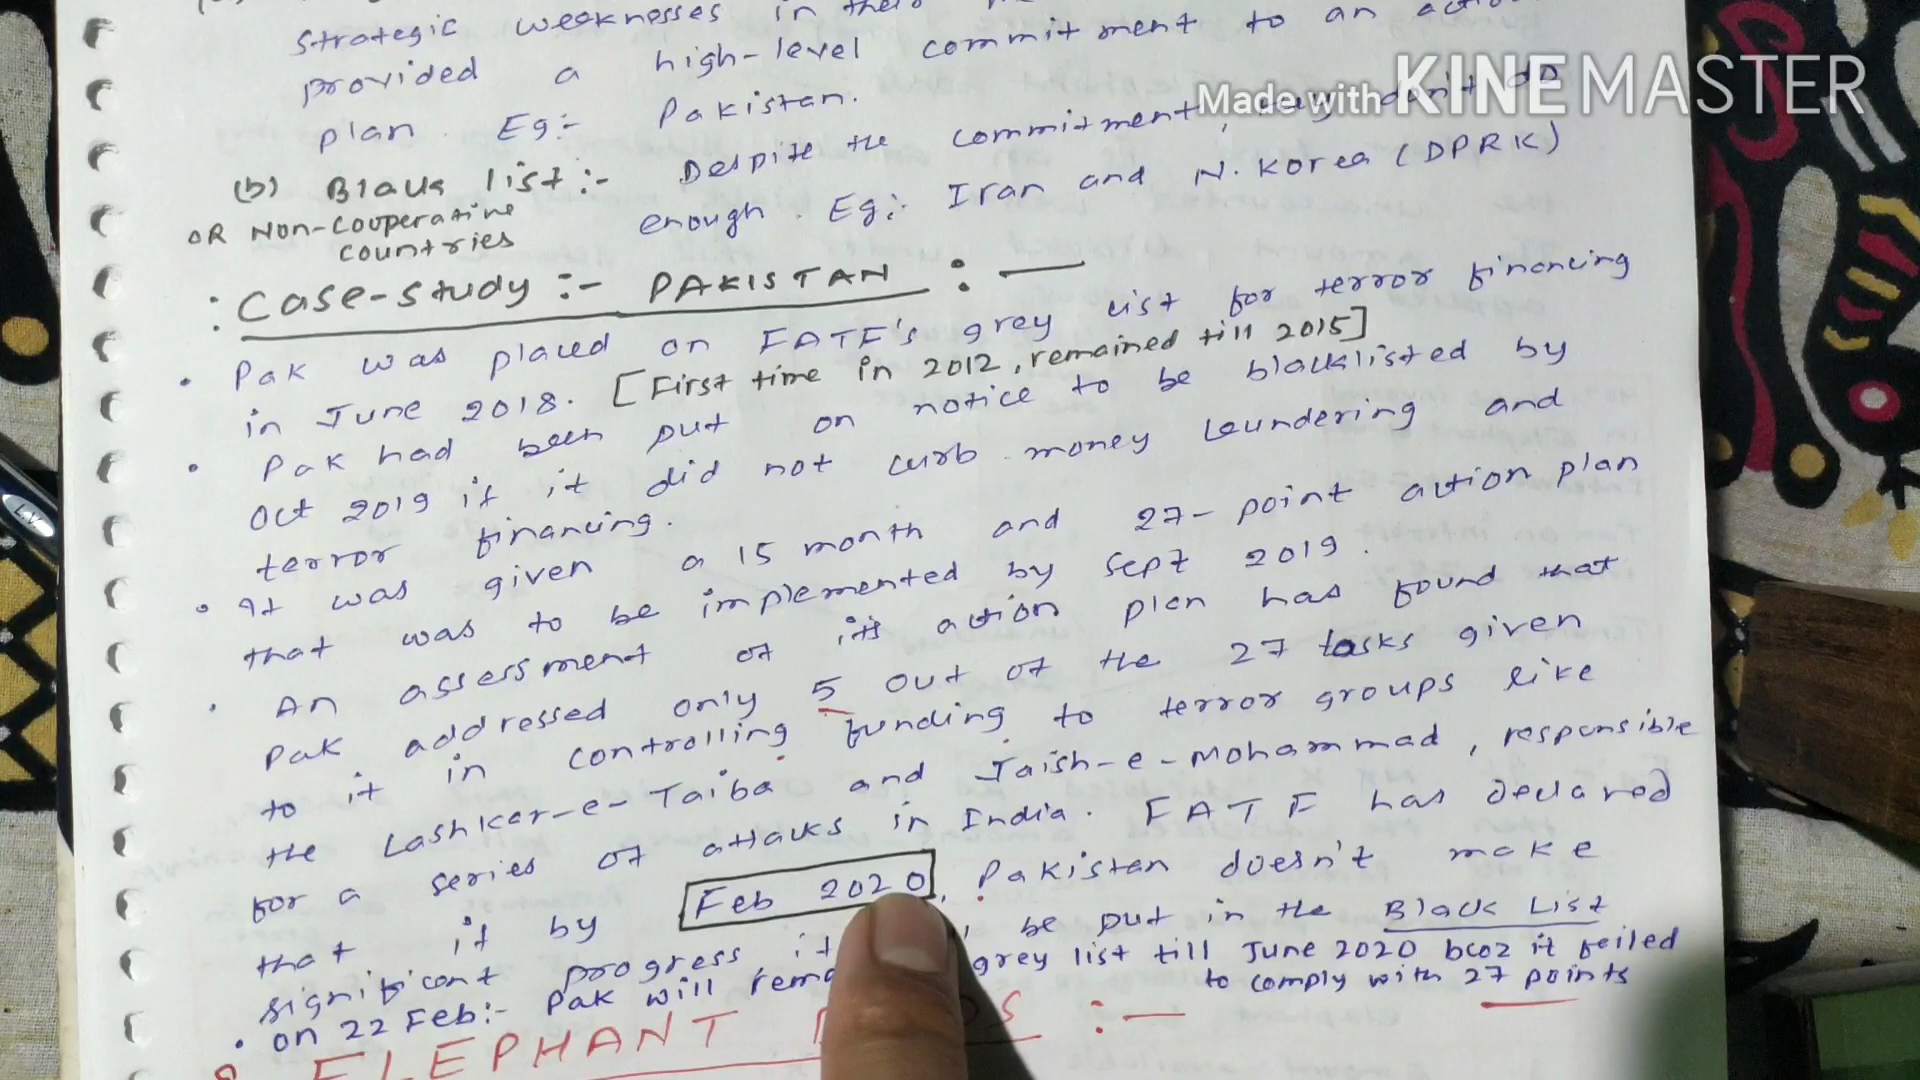 strategic weaknesses in
provided a high-level commitment to an
plan. Eg:- Pakistan.
(b) Black list:- Despite the commitment, they don't do
OR Non-cooperative countries
enough. Eg:- Iran and N. Korea (DPRK)
: Case-study :- PAKISTAN : —
• Pak was placed on FATF's grey list for terror financing
in June 2018. [First time in 2012, remained till 2015]
• Pak had been put on notice to be blacklisted by
Oct 2019 if it did not curb money laundering and
terror financing.
• It was given a 15 month and 27-point action plan
that was to be implemented by Sept 2019.
• An assessment of its action plan has found that
Pak addressed only 5 out of the 27 tasks given
to it in controlling funding to terror groups like
the Lashkar-e-Taiba and Jaish-e-Mohammad, responsible
for a series of attacks in India. FATF has declared
that if by Feb 2020, Pakistan doesn't make
significant progress be put in the Black List
• on 22 Feb:- Pak will grey list till June 2020 bcoz it failed
to comply with 27 points
ELEPHANT :—
Made with KINEMASTER